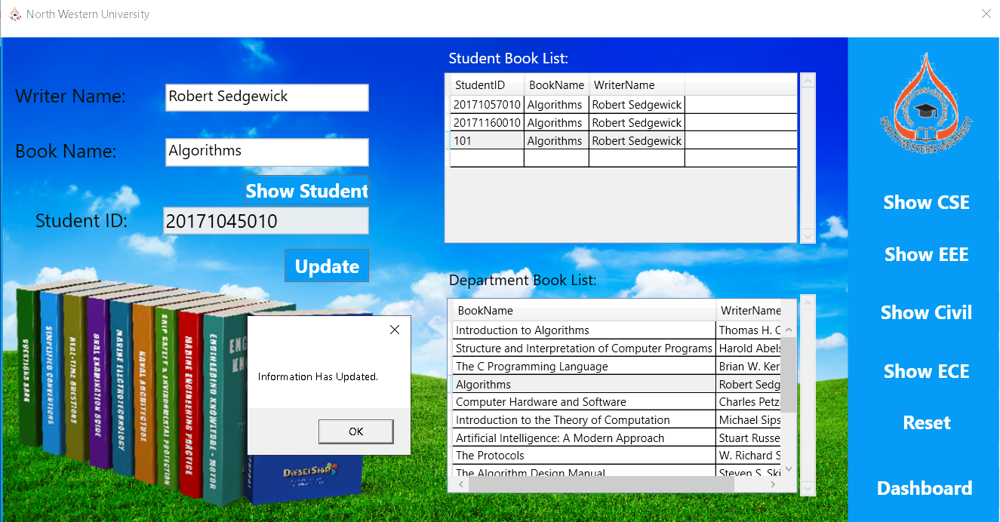 North Western University
Writer Name:
Robert Sedgewick
Book Name:
Algorithms
Show Student
Student ID:
20171045010
Update
Student Book List:
StudentID BookName WriterName
20171057010 Algorithms Robert Sedgewick
20171160010 Algorithms Robert Sedgewick
101 Algorithms Robert Sedgewick
Department Book List:
BookName WriterName
Introduction to Algorithms Thomas H. C
Structure and Interpretation of Computer Programs Harold Abels
The C Programming Language Brian W. Ker
Algorithms Robert Sedg
Computer Hardware and Software Charles Petz
Introduction to the Theory of Computation Michael Sips
Artificial Intelligence: A Modern Approach Stuart Russe
The Protocols W. Richard S
The Algorithm Design Manual Steven S. Ski
Information Has Updated.
OK
QUESTIONS BANK
SIMPLIFIED CONVENTIONS
REAL-TIME QUESTIONS
ORAL EXAMINATION GUIDE
MARINE ELECTROTECHNOLOGY
NAVAL ARCHITECTURE
SHIP SAFETY & ENVIRONMENTAL PROTECTION
MARINE ENGINEERING PRACTICE
ENGINEERING KNOWLEDGE - MOTOR
DieselShip
NORTH WESTERN UNIVERSITY
Show CSE
Show EEE
Show Civil
Show ECE
Reset
Dashboard